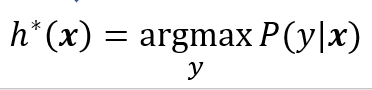 h*(x) = argmax P(y|x)
y